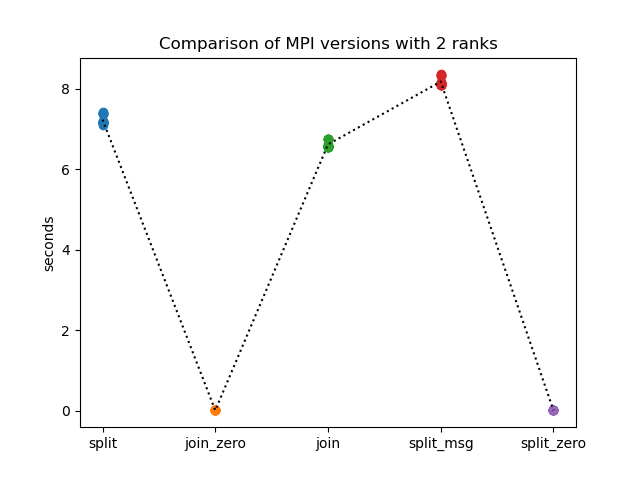 Comparison of MPI versions with 2 ranks
8
6
4
2
0
seconds
split
join_zero
join
split_msg
split_zero